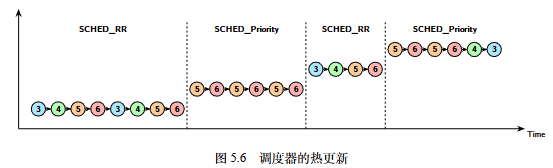 SCHED_RR SCHED_Priority SCHED_RR SCHED_Priority
5 6 5 6 4 3
3 4 5 6
5 6 5 6 5 6
3 4 5 6 3 4 5 6
Time
图 5.6 调度器的热更新